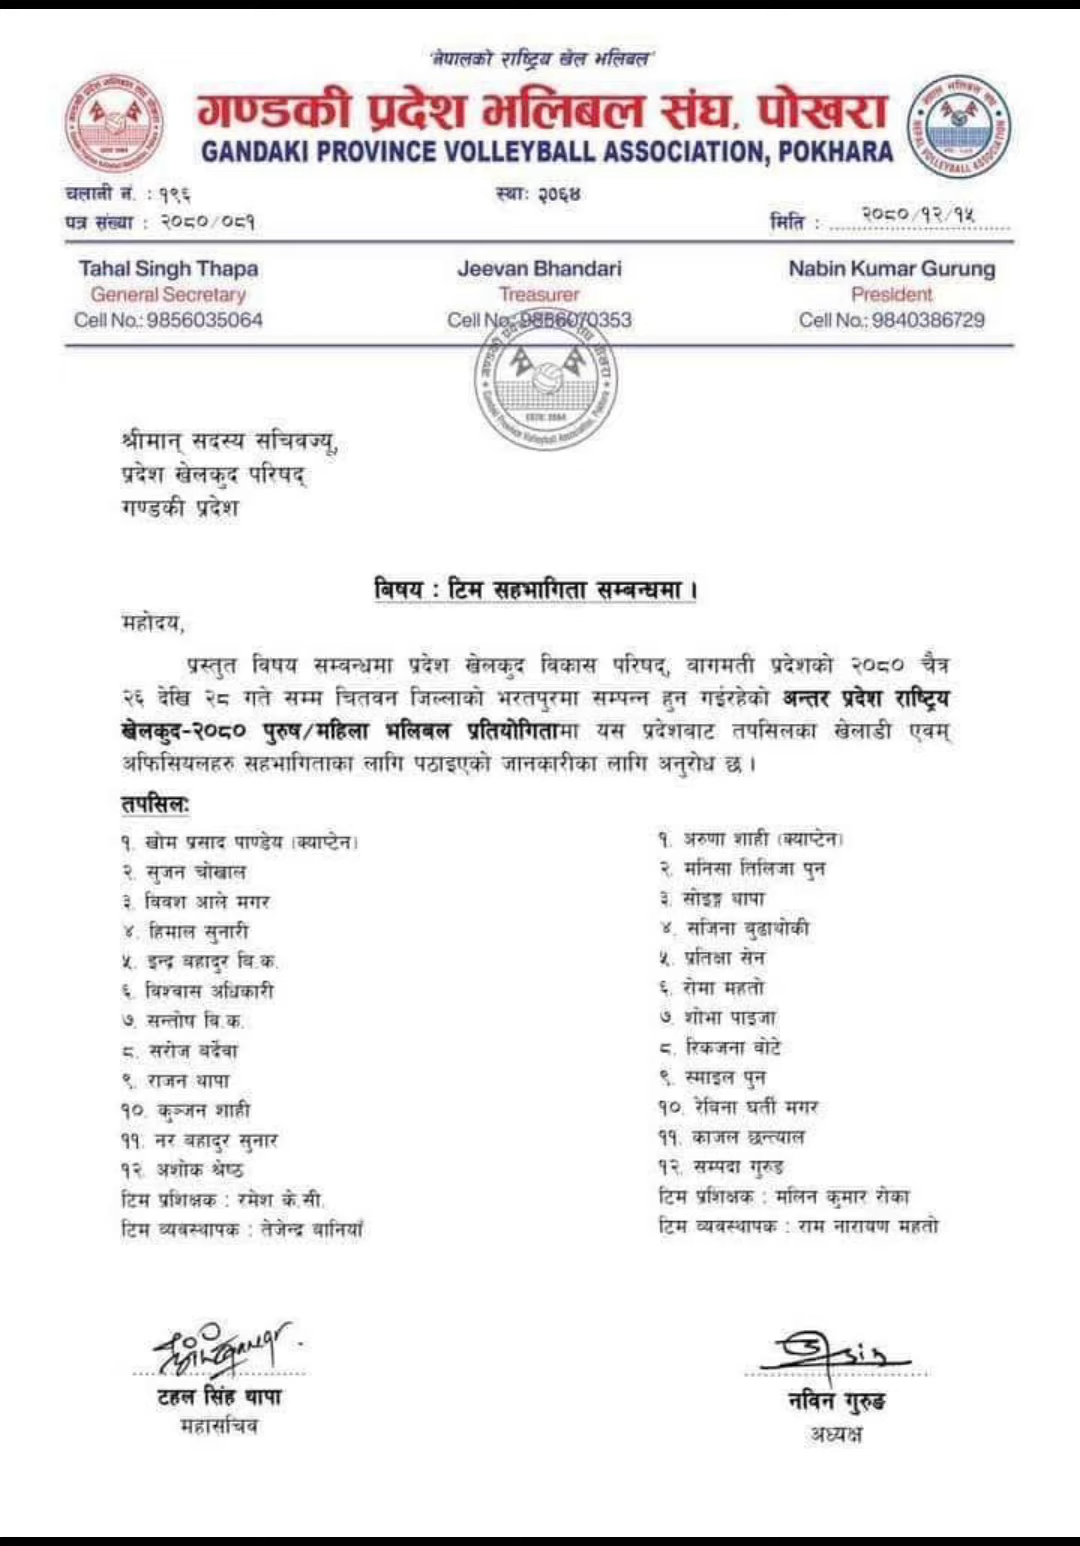 'नेपालको राष्ट्रिय खेल भलिबल'
गण्डकी प्रदेश भलिबल संघ, पोखरा
GANDAKI PROVINCE VOLLEYBALL ASSOCIATION, POKHARA
चलानी नं. : १९६
स्था: २०६४
पत्र संख्या : २०८०/०८१
मिति : २०८०/१२/१५
Tahal Singh Thapa
General Secretary
Cell No.: 9856035064
Jeevan Bhandari
Treasurer
Cell No.: 9856070353
Nabin Kumar Gurung
President
Cell No.: 9840386729
श्रीमान् सदस्य सचिवज्यू,
प्रदेश खेलकुद परिषद्
गण्डकी प्रदेश
विषय : टिम सहभागिता सम्बन्धमा ।
महोदय,
प्रस्तुत विषय सम्बन्धमा प्रदेश खेलकुद विकास परिषद्, वागमती प्रदेशको २०८० चैत्र
२६ देखि २८ गते सम्म चितवन जिल्लाको भरतपुरमा सम्पन्न हुन गईरहेको अन्तर प्रदेश राष्ट्रिय
खेलकुद-२०८० पुरुष/महिला भलिबल प्रतियोगितामा यस प्रदेशबाट तपसिलका खेलाडी एवम्
अफिसियलहरु सहभागिताका लागि पठाइएको जानकारीका लागि अनुरोध छ ।
तपसिल:
१. खोम प्रसाद पाण्डेय (क्याप्टेन)
२. सुजन चोखाल
३. विवश आले मगर
४. हिमाल सुनारी
५. इन्द्र बहादुर वि.क.
६. विश्वास अधिकारी
७. सन्तोष वि.क.
८. सरोज बर्देवा
९. राजन थापा
१०. कुञ्जन शाही
११. नर बहादुर सुनार
१२. अशोक श्रेष्ठ
टिम प्रशिक्षक : रमेश के.सी.
टिम व्यवस्थापक : तेजेन्द्र वानियाँ
१. अरुणा शाही (क्याप्टेन)
२. मनिसा तिलिजा पुन
३. सोइङ्ग थापा
४. सजिना बुढाथोकी
५. प्रतिक्षा सेन
६. रोमा महतो
७. शोभा पाइजा
८. रिकजना वोटे
९. स्माइल पुन
१०. रेविना घर्ती मगर
११. काजल छन्त्याल
१२. सम्पदा गुरुङ
टिम प्रशिक्षक : मलिन कुमार रोका
टिम व्यवस्थापक : राम नारायण महतो
टहल सिंह थापा
महासचिव
नविन गुरुङ
अध्यक्ष